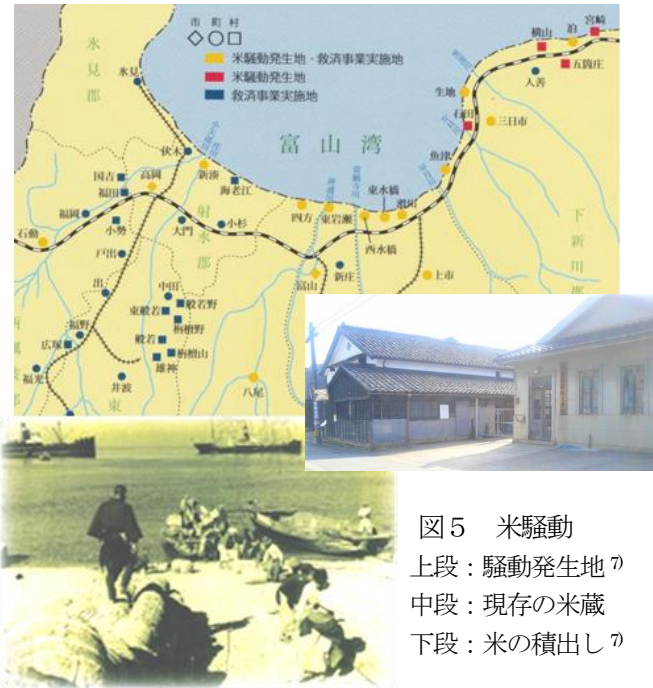 市 町 村
◇○□
米騒動発生地・救済事業実施地
米騒動発生地
救済事業実施地
氷見郡
氷見
伏木
国吉
高岡
新湊
福田
海老江
射水郡
福岡
石動
小勢
大門
小杉
戸出
出
中田
般若野
東般若
栴檀野
福野
広塚
般若
栴檀山
雄神
福光
井波
東
八尾
富山湾
四方
東岩瀬
西水橋
東水橋
滑川
新庄
富山
上市
魚津
石田
三日市
生地
入善
横山
泊
宮崎
五箇庄
下新川郡
図5 米騒動
上段:騒動発生地 7)
中段:現存の米蔵
下段:米の積出し 7)